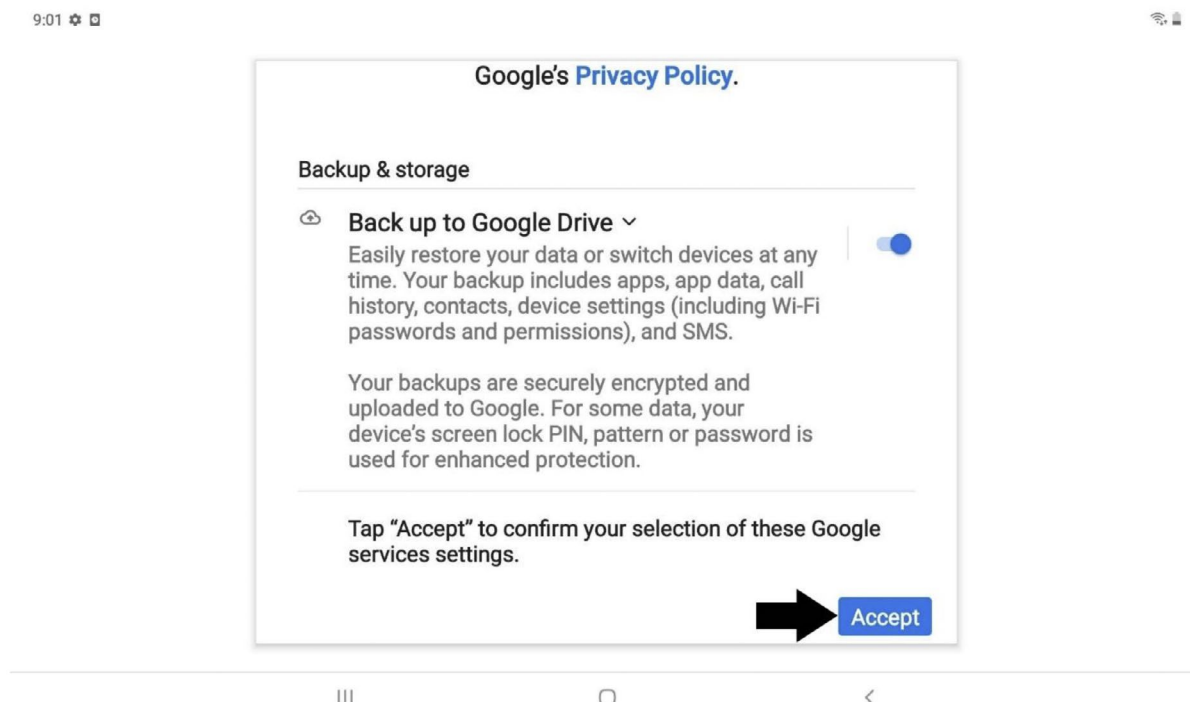 9:01
Google’s Privacy Policy.
Backup & storage
Back up to Google Drive
Easily restore your data or switch devices at any
time. Your backup includes apps, app data, call
history, contacts, device settings (including Wi-Fi
passwords and permissions), and SMS.
Your backups are securely encrypted and
uploaded to Google. For some data, your
device’s screen lock PIN, pattern or password is
used for enhanced protection.
Tap “Accept” to confirm your selection of these Google
services settings.
Accept